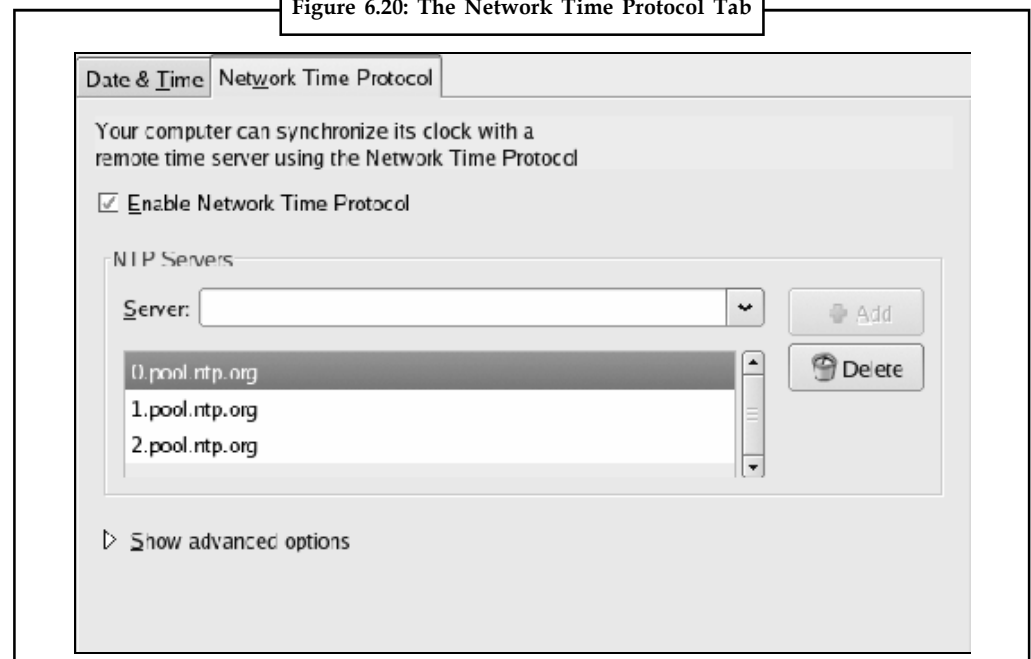 Figure 6.20: The Network Time Protocol Tab
Date & Time
Network Time Protocol
Your computer can synchronize its clock with a
remote time server using the Network Time Protocol
Enable Network Time Protocol
NTP Servers
Server:
Add
0.pool.ntp.org
Delete
1.pool.ntp.org
2.pool.ntp.org
Show advanced options